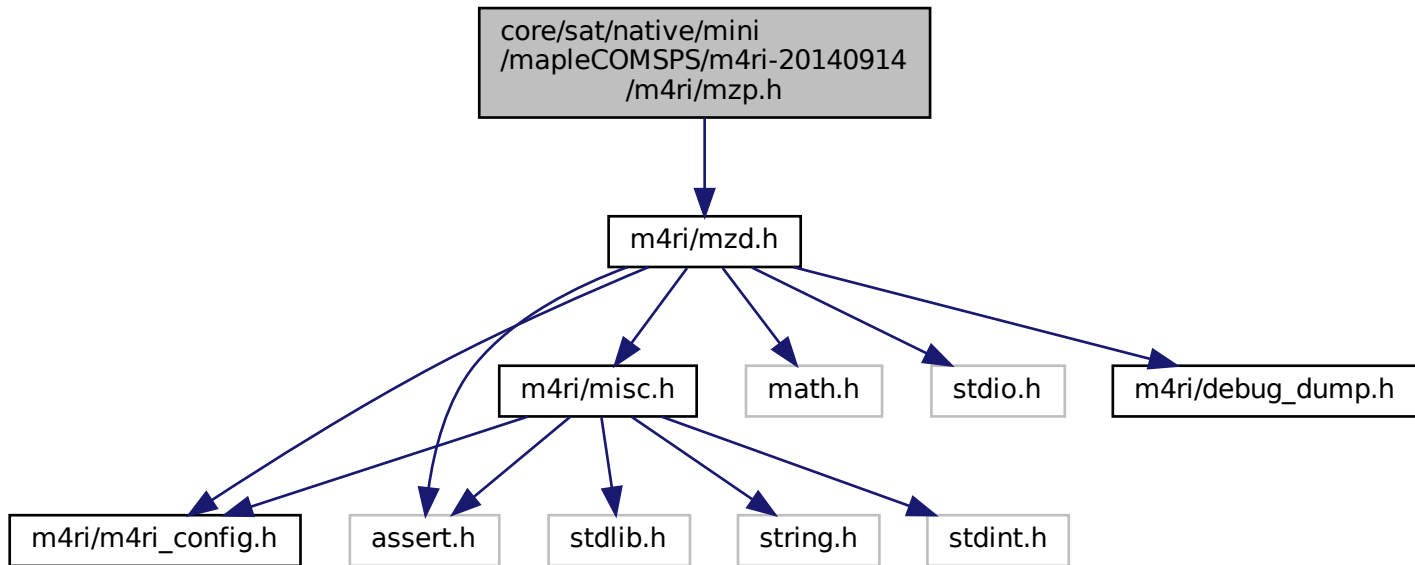 core/sat/native/mini
/mapleCOMSPS/m4ri-20140914
/m4ri/mzp.h
m4ri/mzd.h
m4ri/misc.h
math.h
stdio.h
m4ri/debug_dump.h
m4ri/m4ri_config.h
assert.h
stdlib.h
string.h
stdint.h